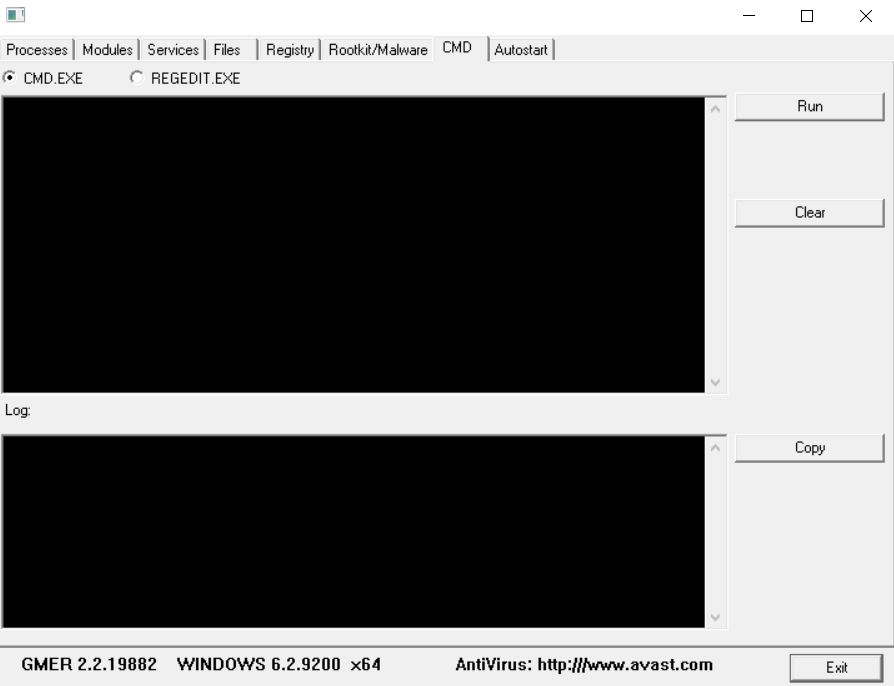 Processes Modules Services Files Registry Rootkit/Malware CMD Autostart
CMD.EXE REGEDIT.EXE
Run
Clear
Log:
Copy
GMER 2.2.19882 WINDOWS 6.2.9200 x64 AntiVirus: http:///www.avast.com Exit